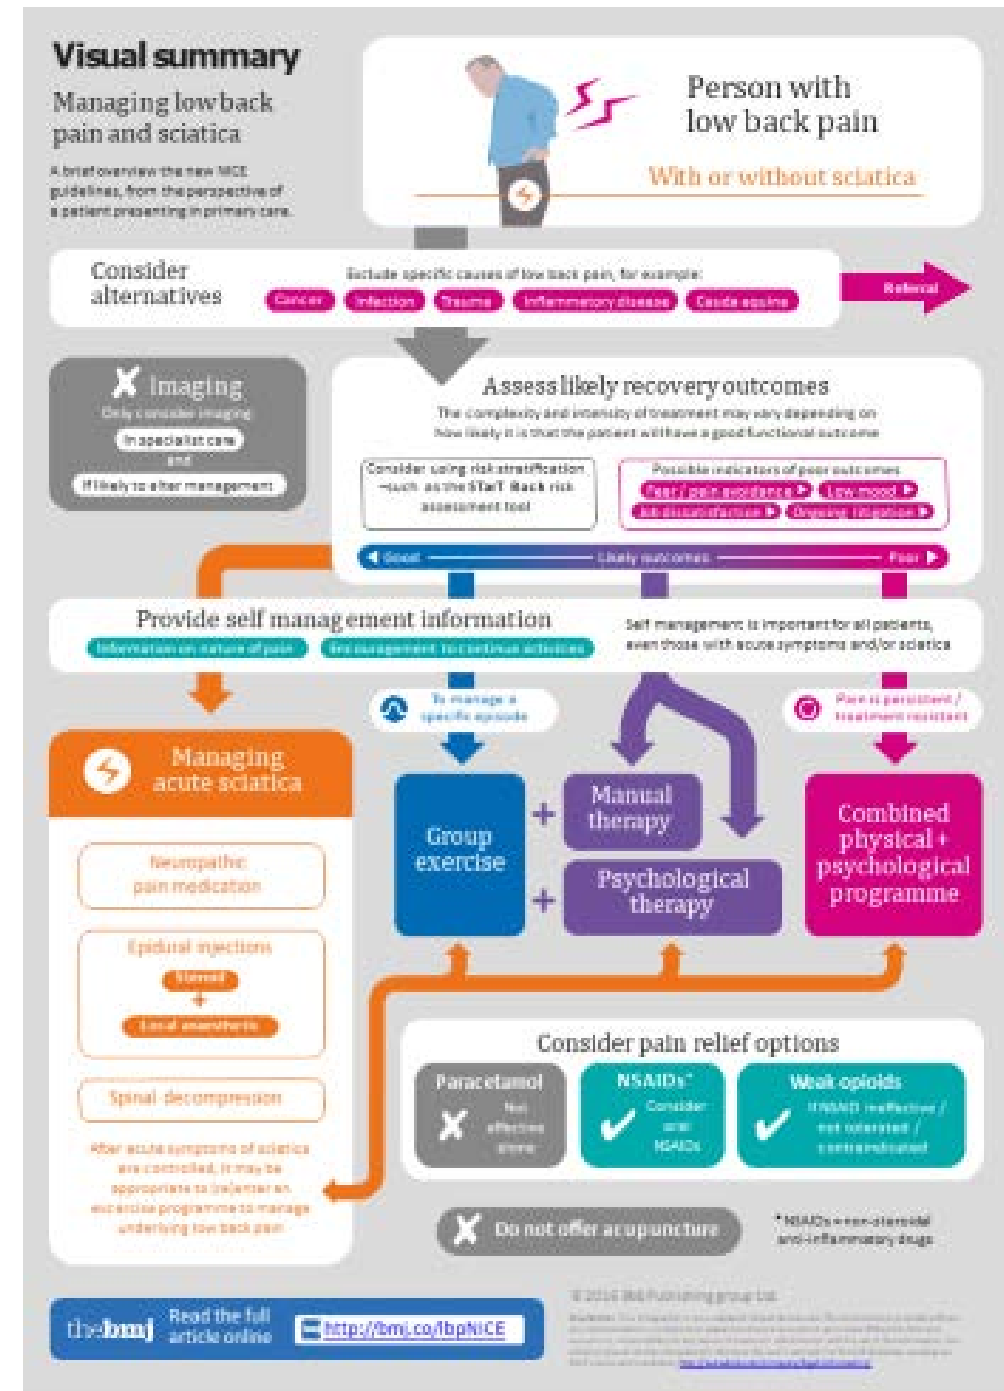 Visual summary
Managing low back
pain and sciatica
A brief overview the new NICE
guidelines, from the perspective of
a patient presenting in primary care.
Person with
low back pain
With or without sciatica
Consider
alternatives
Exclude specific causes of low back pain, for example:
Cancer Infection Trauma Inflammatory disease Cauda equina
Referral
Imaging
Only consider imaging
In specialist care
and
If likely to alter management
Assess likely recovery outcomes
The complexity and intensity of treatment may vary depending on
how likely it is that the patient will have a good functional outcome
Consider using risk stratification
–such as the STarT Back risk
assessment tool
Possible indicators of poor outcomes
Fear / pain avoidance Low mood
Job dissatisfaction Ongoing litigation
Good Likely outcomes Poor
Provide self management information
Information on nature of pain Encouragement to continue activities
Self management is important for all patients,
even those with acute symptoms and/or sciatica
To manage a
specific episode
Pain is persistent /
treatment resistant
Managing
acute sciatica
Neuropathic
pain medication
Epidural injections
Steroid
+
Local anaesthetic
Spinal decompression
After acute symptoms of sciatica
are controlled, it may be
appropriate to (re)enter an
excercise programme to manage
underlying low back pain
Group
exercise
+
Manual
therapy
+
Psychological
therapy
Combined
physical +
psychological
programme
Consider pain relief options
Paracetamol
Not
effective
alone
NSAIDs*
Consider
oral
NSAIDs
Weak opioids
If NSAID ineffective /
not tolerated /
contraindicated
Do not offer acupuncture
* NSAIDs = non-steroidal
anti-inflammatory drugs
thebmj
Read the full
article online
http://bmj.co/lbpNICE
© 2016 BMJ Publishing group Ltd.